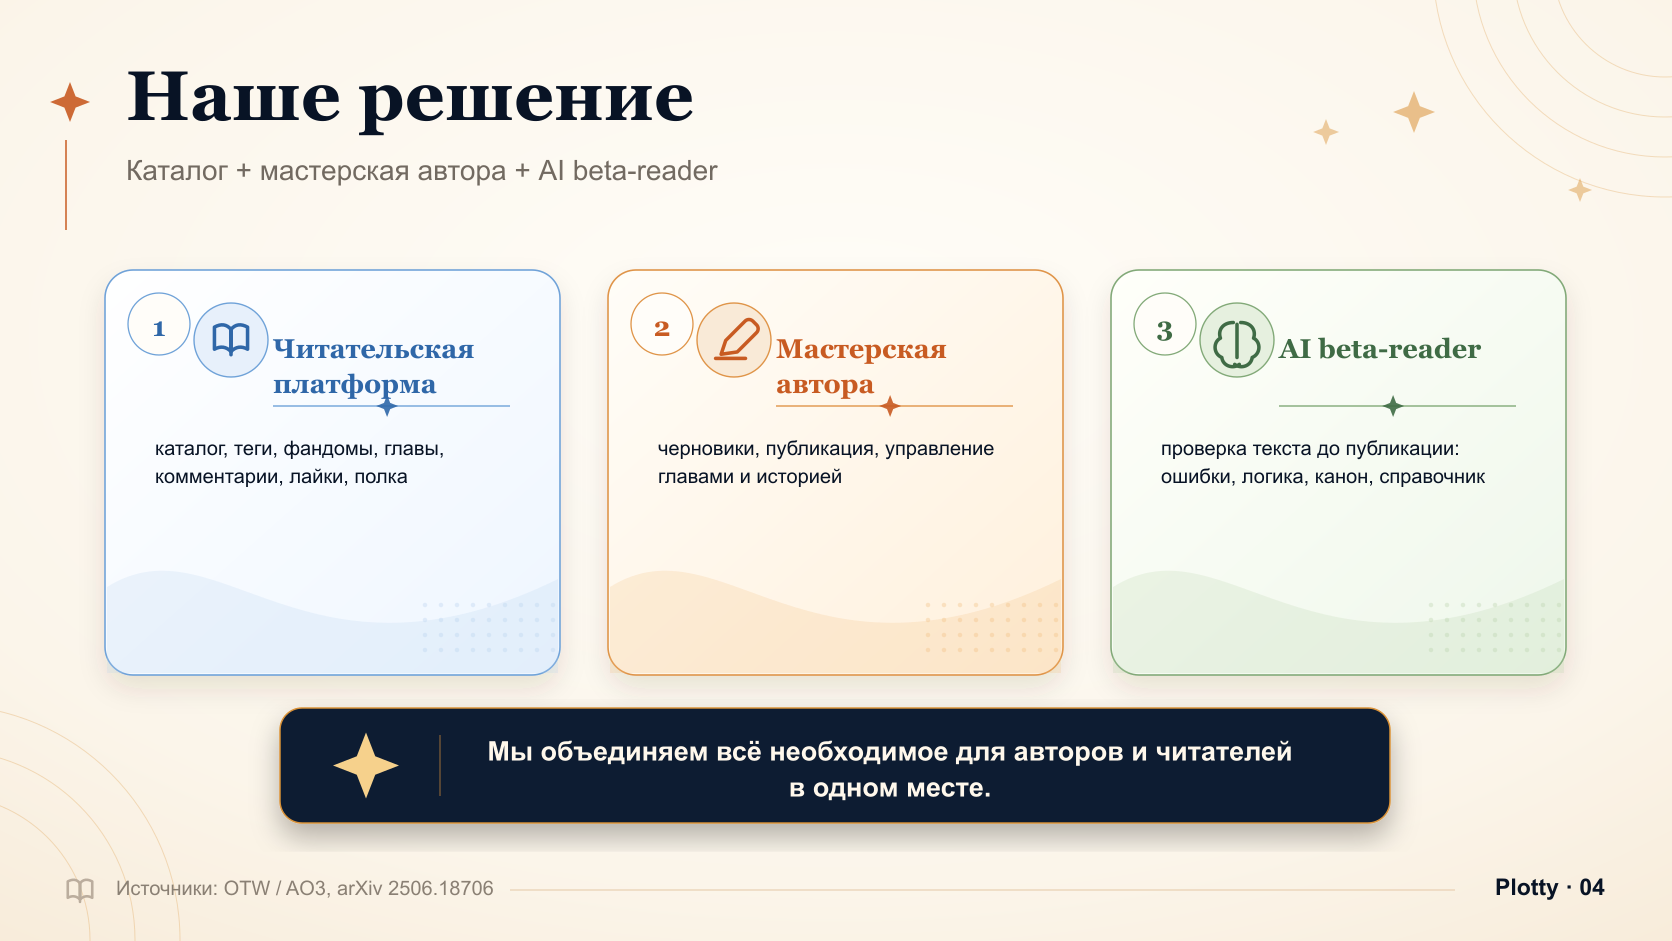 Наше решение
Каталог + мастерская автора + AI beta-reader
1
Читательская
платформа
каталог, теги, фандомы, главы,
комментарии, лайки, полка
2
Мастерская
автора
черновики, публикация, управление
главами и историей
3
AI beta-reader
проверка текста до публикации:
ошибки, логика, канон, справочник
Мы объединяем всё необходимое для авторов и читателей
в одном месте.
Источники: OTW / AO3, arXiv 2506.18706
Plotty · 04